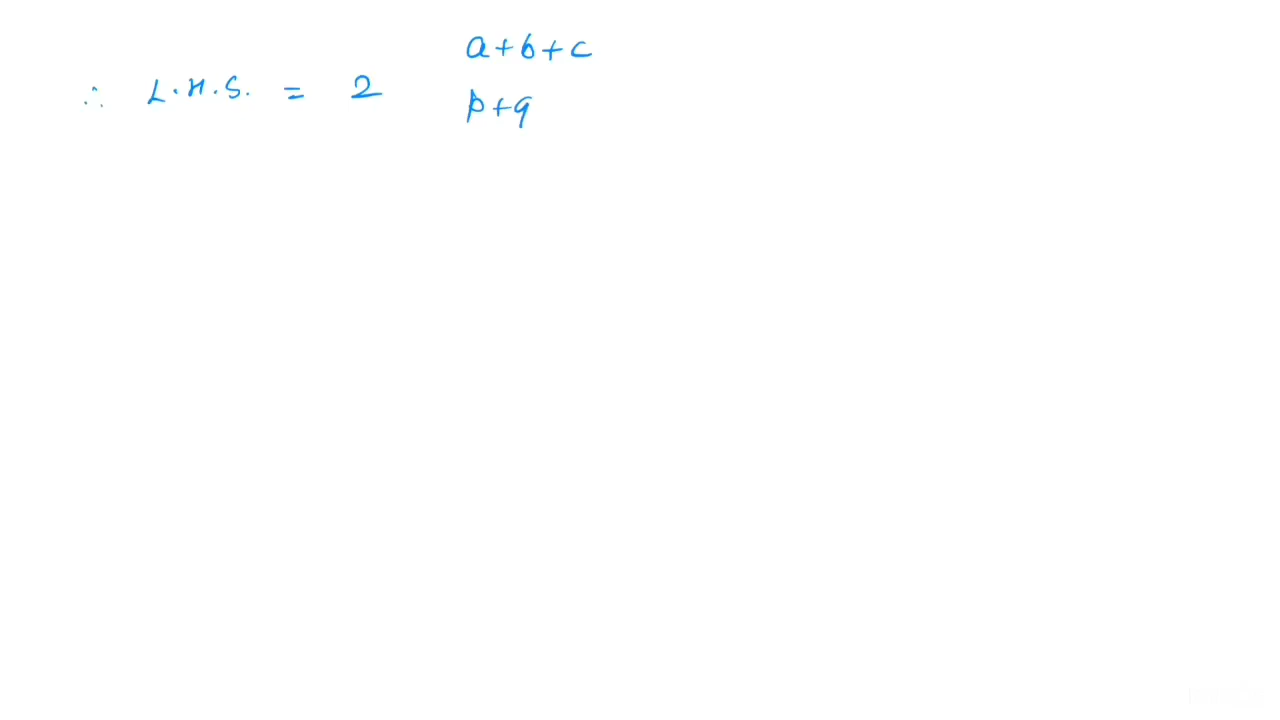 a+b+c
∴ L.H.S. = 2
p+q